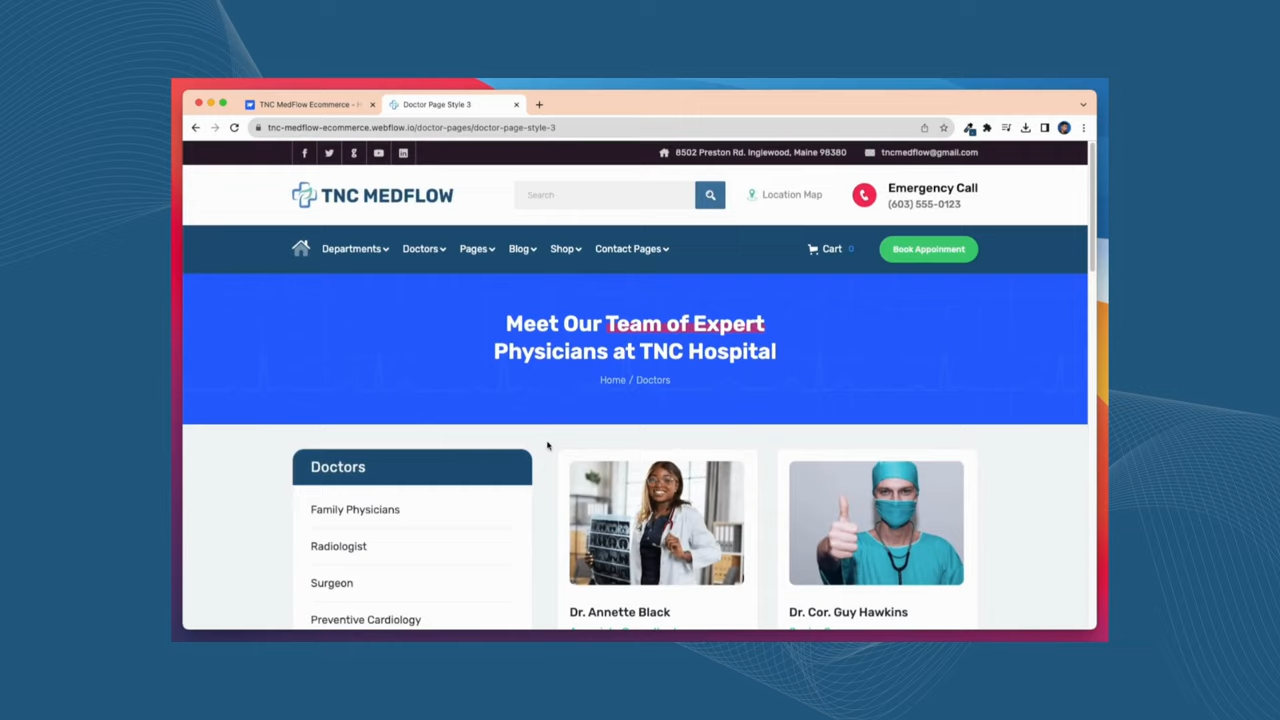 TNC MedFlow Ecommerce - H
Doctor Page Style 3
tnc-medflow-ecommerce.webflow.io/doctor-pages/doctor-page-style-3
8502 Preston Rd. Inglewood, Maine 98380
tncmedflow@gmail.com
TNC MEDFLOW
Search
Location Map
Emergency Call
(603) 555-0123
Departments
Doctors
Pages
Blog
Shop
Contact Pages
Cart 0
Book Appoinment
Meet Our Team of Expert
Physicians at TNC Hospital
Home / Doctors
Doctors
Family Physicians
Radiologist
Surgeon
Preventive Cardiology
Dr. Annette Black
Dr. Cor. Guy Hawkins